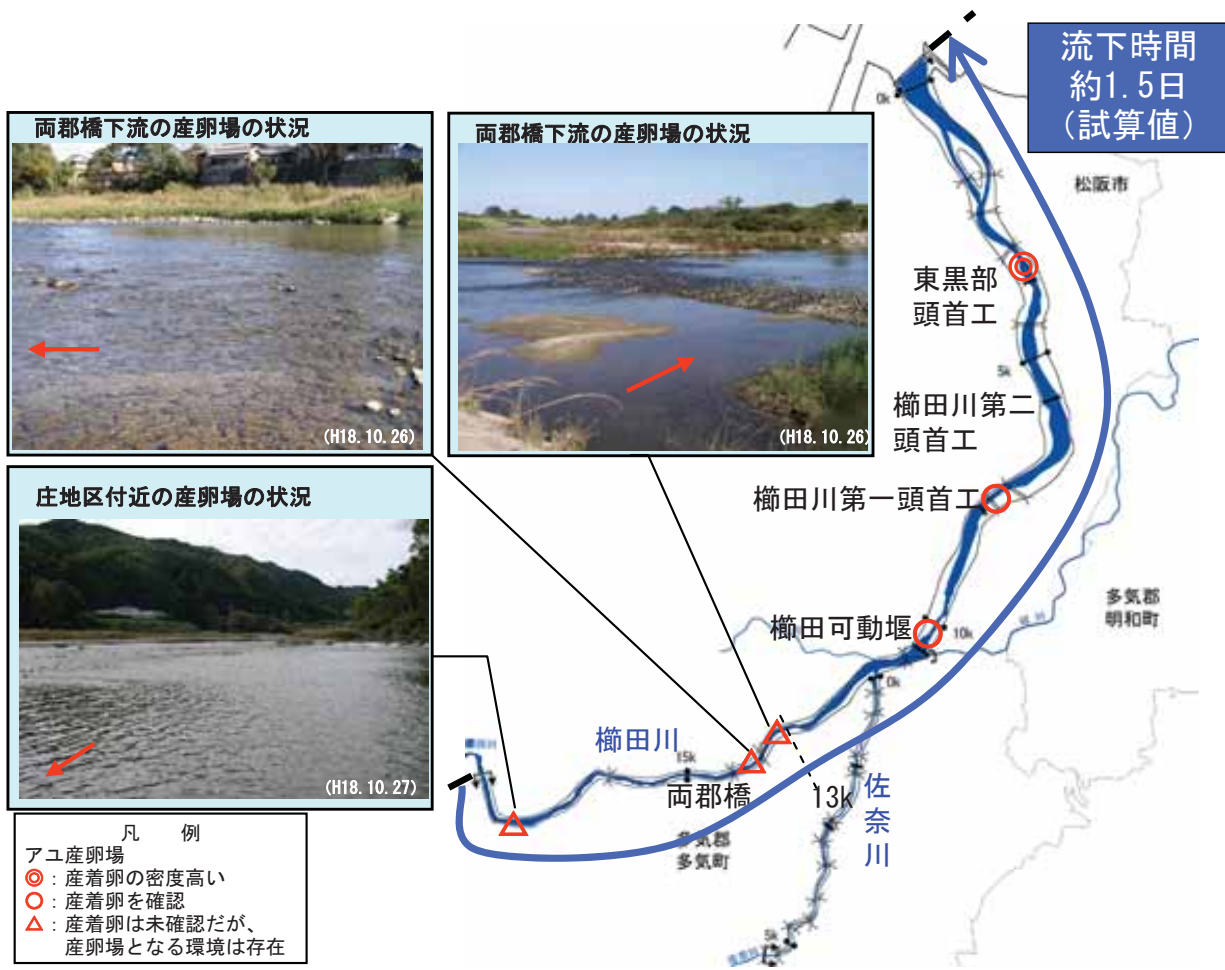 流下時間
約1.5日
(試算値)
両郡橋下流の産卵場の状況
(H18.10.26)
両郡橋下流の産卵場の状況
(H18.10.26)
庄地区付近の産卵場の状況
(H18.10.27)
0k
松阪市
東黒部
頭首工
5k
櫛田川第二
頭首工
櫛田川第一頭首工
多気郡
明和町
櫛田可動堰
10k
0k
櫛田川
15k
両郡橋
13k
佐奈川
多気郡
多気町
5k
凡 例
アユ産卵場
◎：産着卵の密度高い
○：産着卵を確認
△：産着卵は未確認だが、
産卵場となる環境は存在